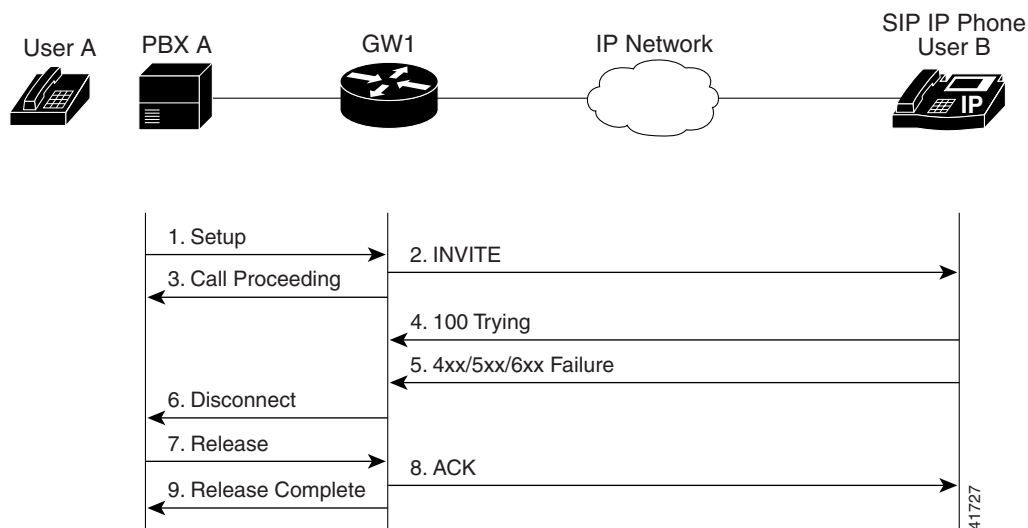 SIP IP Phone
User A
PBX A
GW1
IP Network
User B
IP
1. Setup
2. INVITE
3. Call Proceeding
4. 100 Trying
5. 4xx/5xx/6xx Failure
6. Disconnect
7. Release
8. ACK
9. Release Complete
41727